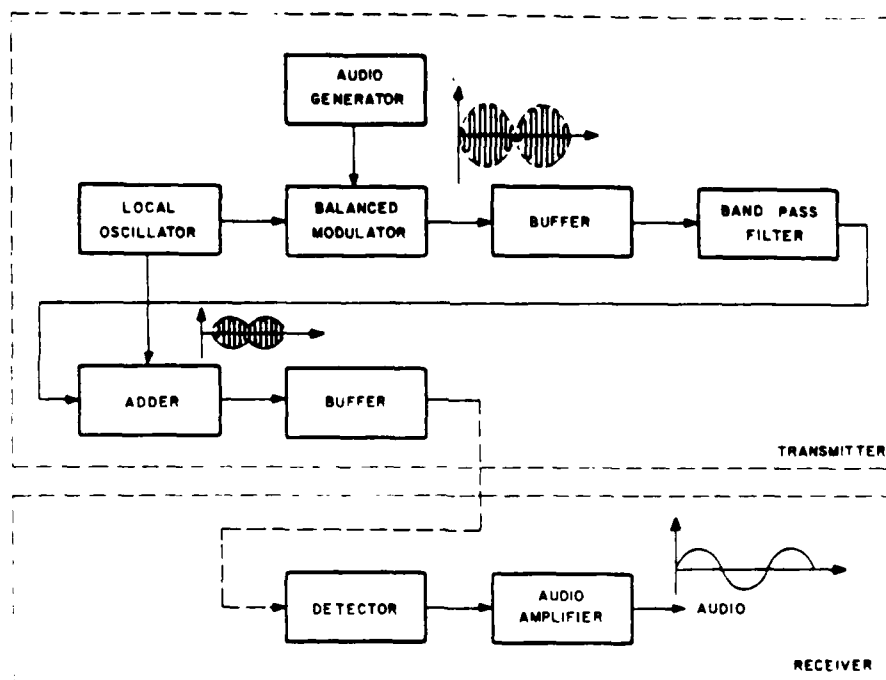 AUDIO
GENERATOR
LOCAL
OSCILLATOR
BALANCED
MODULATOR
BUFFER
BAND PASS
FILTER
ADDER
BUFFER
TRANSMITTER
DETECTOR
AUDIO
AMPLIFIER
AUDIO
RECEIVER